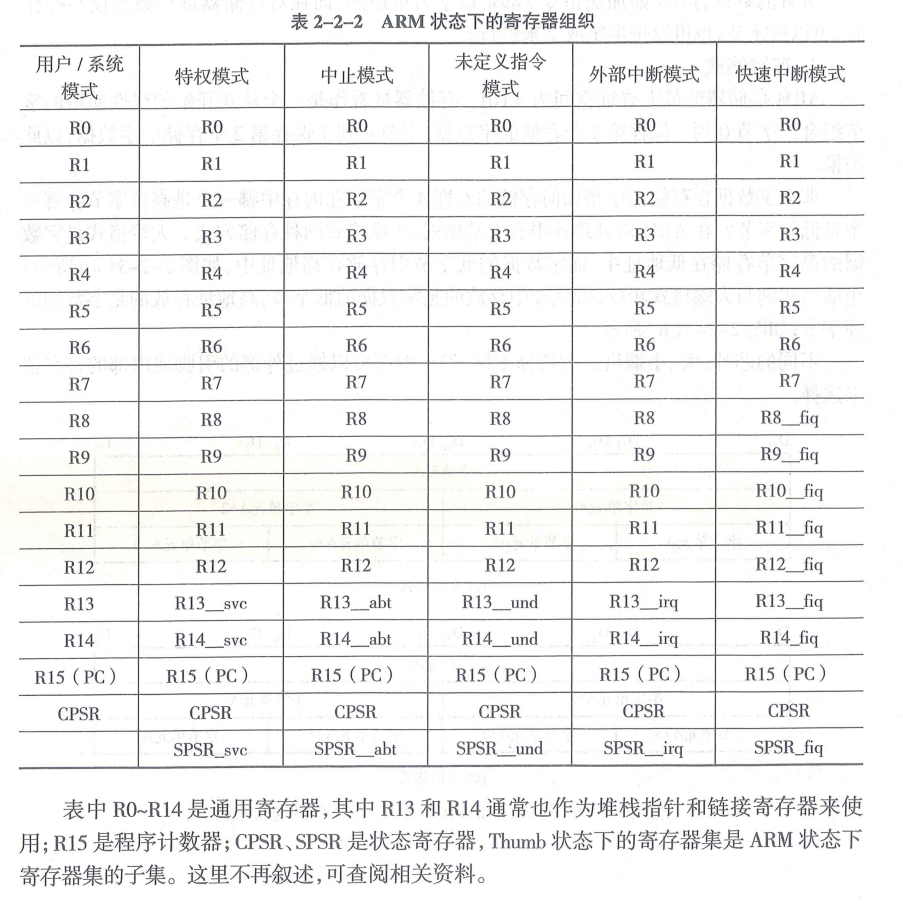 表 2-2-2 ARM 状态下的寄存器组织
用户 / 系统模式 特权模式 中止模式 未定义指令模式 外部中断模式 快速中断模式
R0 R0 R0 R0 R0 R0
R1 R1 R1 R1 R1 R1
R2 R2 R2 R2 R2 R2
R3 R3 R3 R3 R3 R3
R4 R4 R4 R4 R4 R4
R5 R5 R5 R5 R5 R5
R6 R6 R6 R6 R6 R6
R7 R7 R7 R7 R7 R7
R8 R8 R8 R8 R8 R8__fiq
R9 R9 R9 R9 R9 R9__fiq
R10 R10 R10 R10 R10 R10__fiq
R11 R11 R11 R11 R11 R11__fiq
R12 R12 R12 R12 R12 R12__fiq
R13 R13__svc R13__abt R13__und R13__irq R13__fiq
R14 R14__svc R14__abt R14__und R14__irq R14_fiq
R15(PC) R15(PC) R15(PC) R15(PC) R15(PC) R15(PC)
CPSR CPSR CPSR CPSR CPSR CPSR
SPSR_svc SPSR__abt SPSR__und SPSR__irq SPSR_fiq
表中 R0~R14 是通用寄存器,其中 R13 和 R14 通常也作为堆栈指针和链接寄存器来使
用;R15 是程序计数器;CPSR、SPSR 是状态寄存器,Thumb 状态下的寄存器集是 ARM 状态下
寄存器集的子集。这里不再叙述,可查阅相关资料。